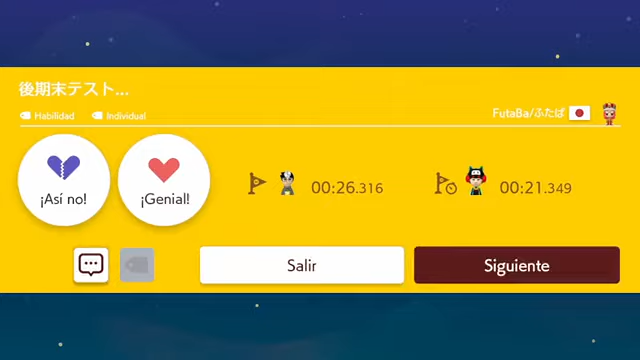 後期末テスト...
Habilidad Individual
FutaBa/ふたば
¡Así no! ¡Genial! 00:26.316 00:21.349
Salir Siguiente